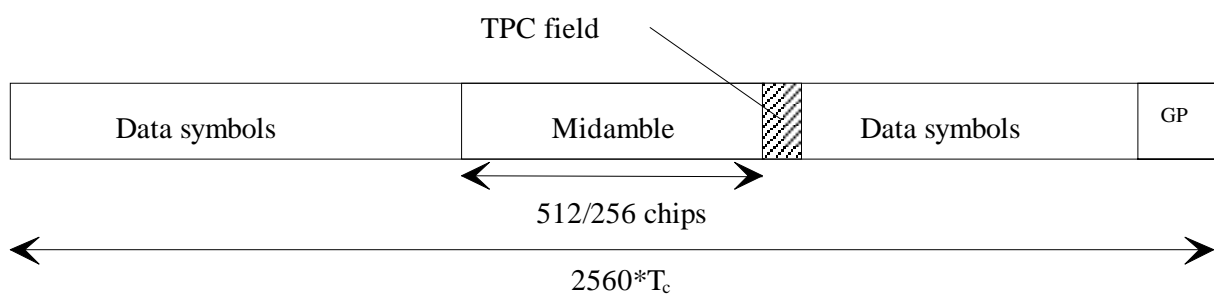 TPC field
Data symbols
Midamble
Data symbols
GP
512/256 chips
2560*Tc